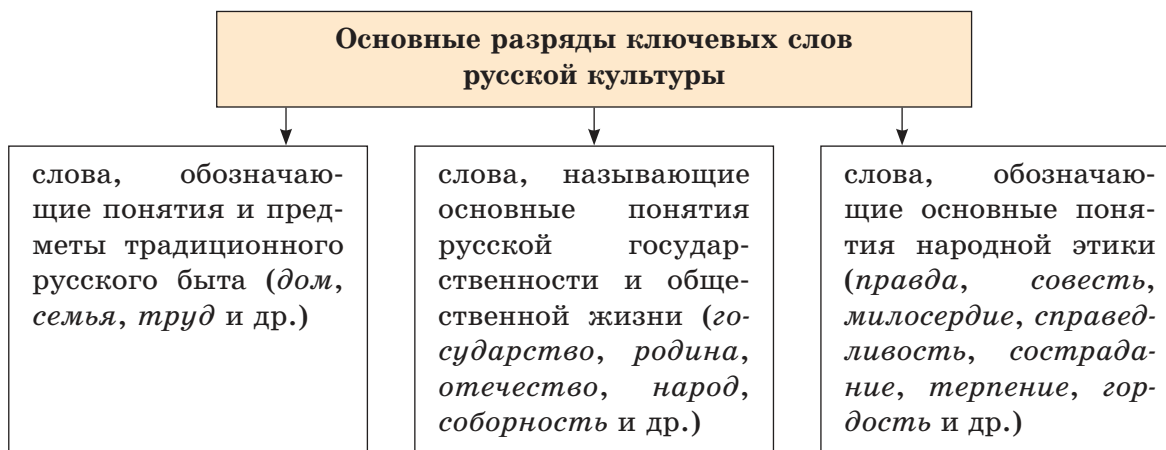 Основные разряды ключевых слов
русской культуры
слова, обозначаю-
щие понятия и пред-
меты традиционного
русского быта (дом,
семья, труд и др.)
слова, называющие
основные понятия
русской государ-
ственности и обще-
ственной жизни (го-
сударство, родина,
отечество, народ,
соборность и др.)
слова, обозначаю-
щие основные поня-
тия народной этики
(правда, совесть,
милосердие, справед-
ливость, сострада-
ние, терпение, гор-
дость и др.)